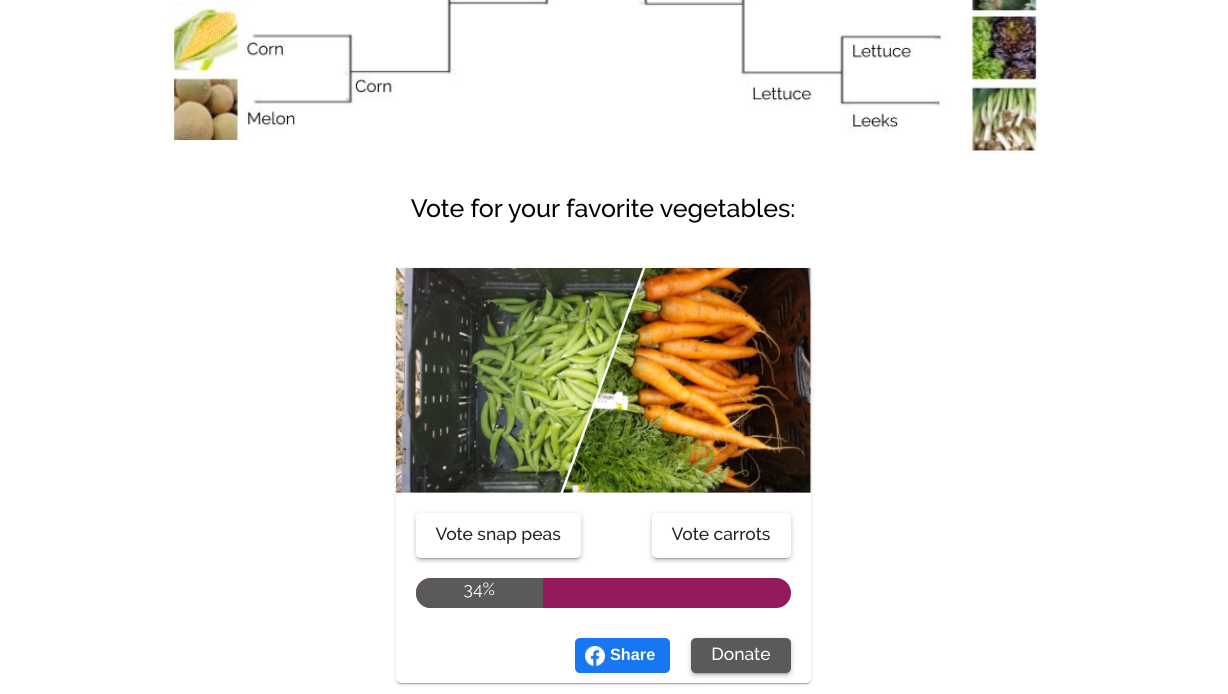 Corn
Lettuce
Corn
Lettuce
Melon
Leeks
Vote for your favorite vegetables:
Vote snap peas
Vote carrots
34%
Share
Donate